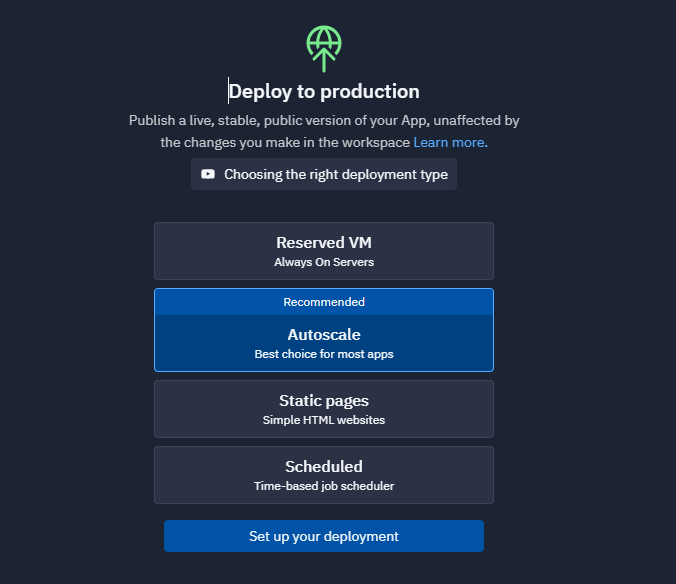 Deploy to production
Publish a live, stable, public version of your App, unaffected by
the changes you make in the workspace Learn more.
Choosing the right deployment type
Reserved VM
Always On Servers
Recommended
Autoscale
Best choice for most apps
Static pages
Simple HTML websites
Scheduled
Time-based job scheduler
Set up your deployment